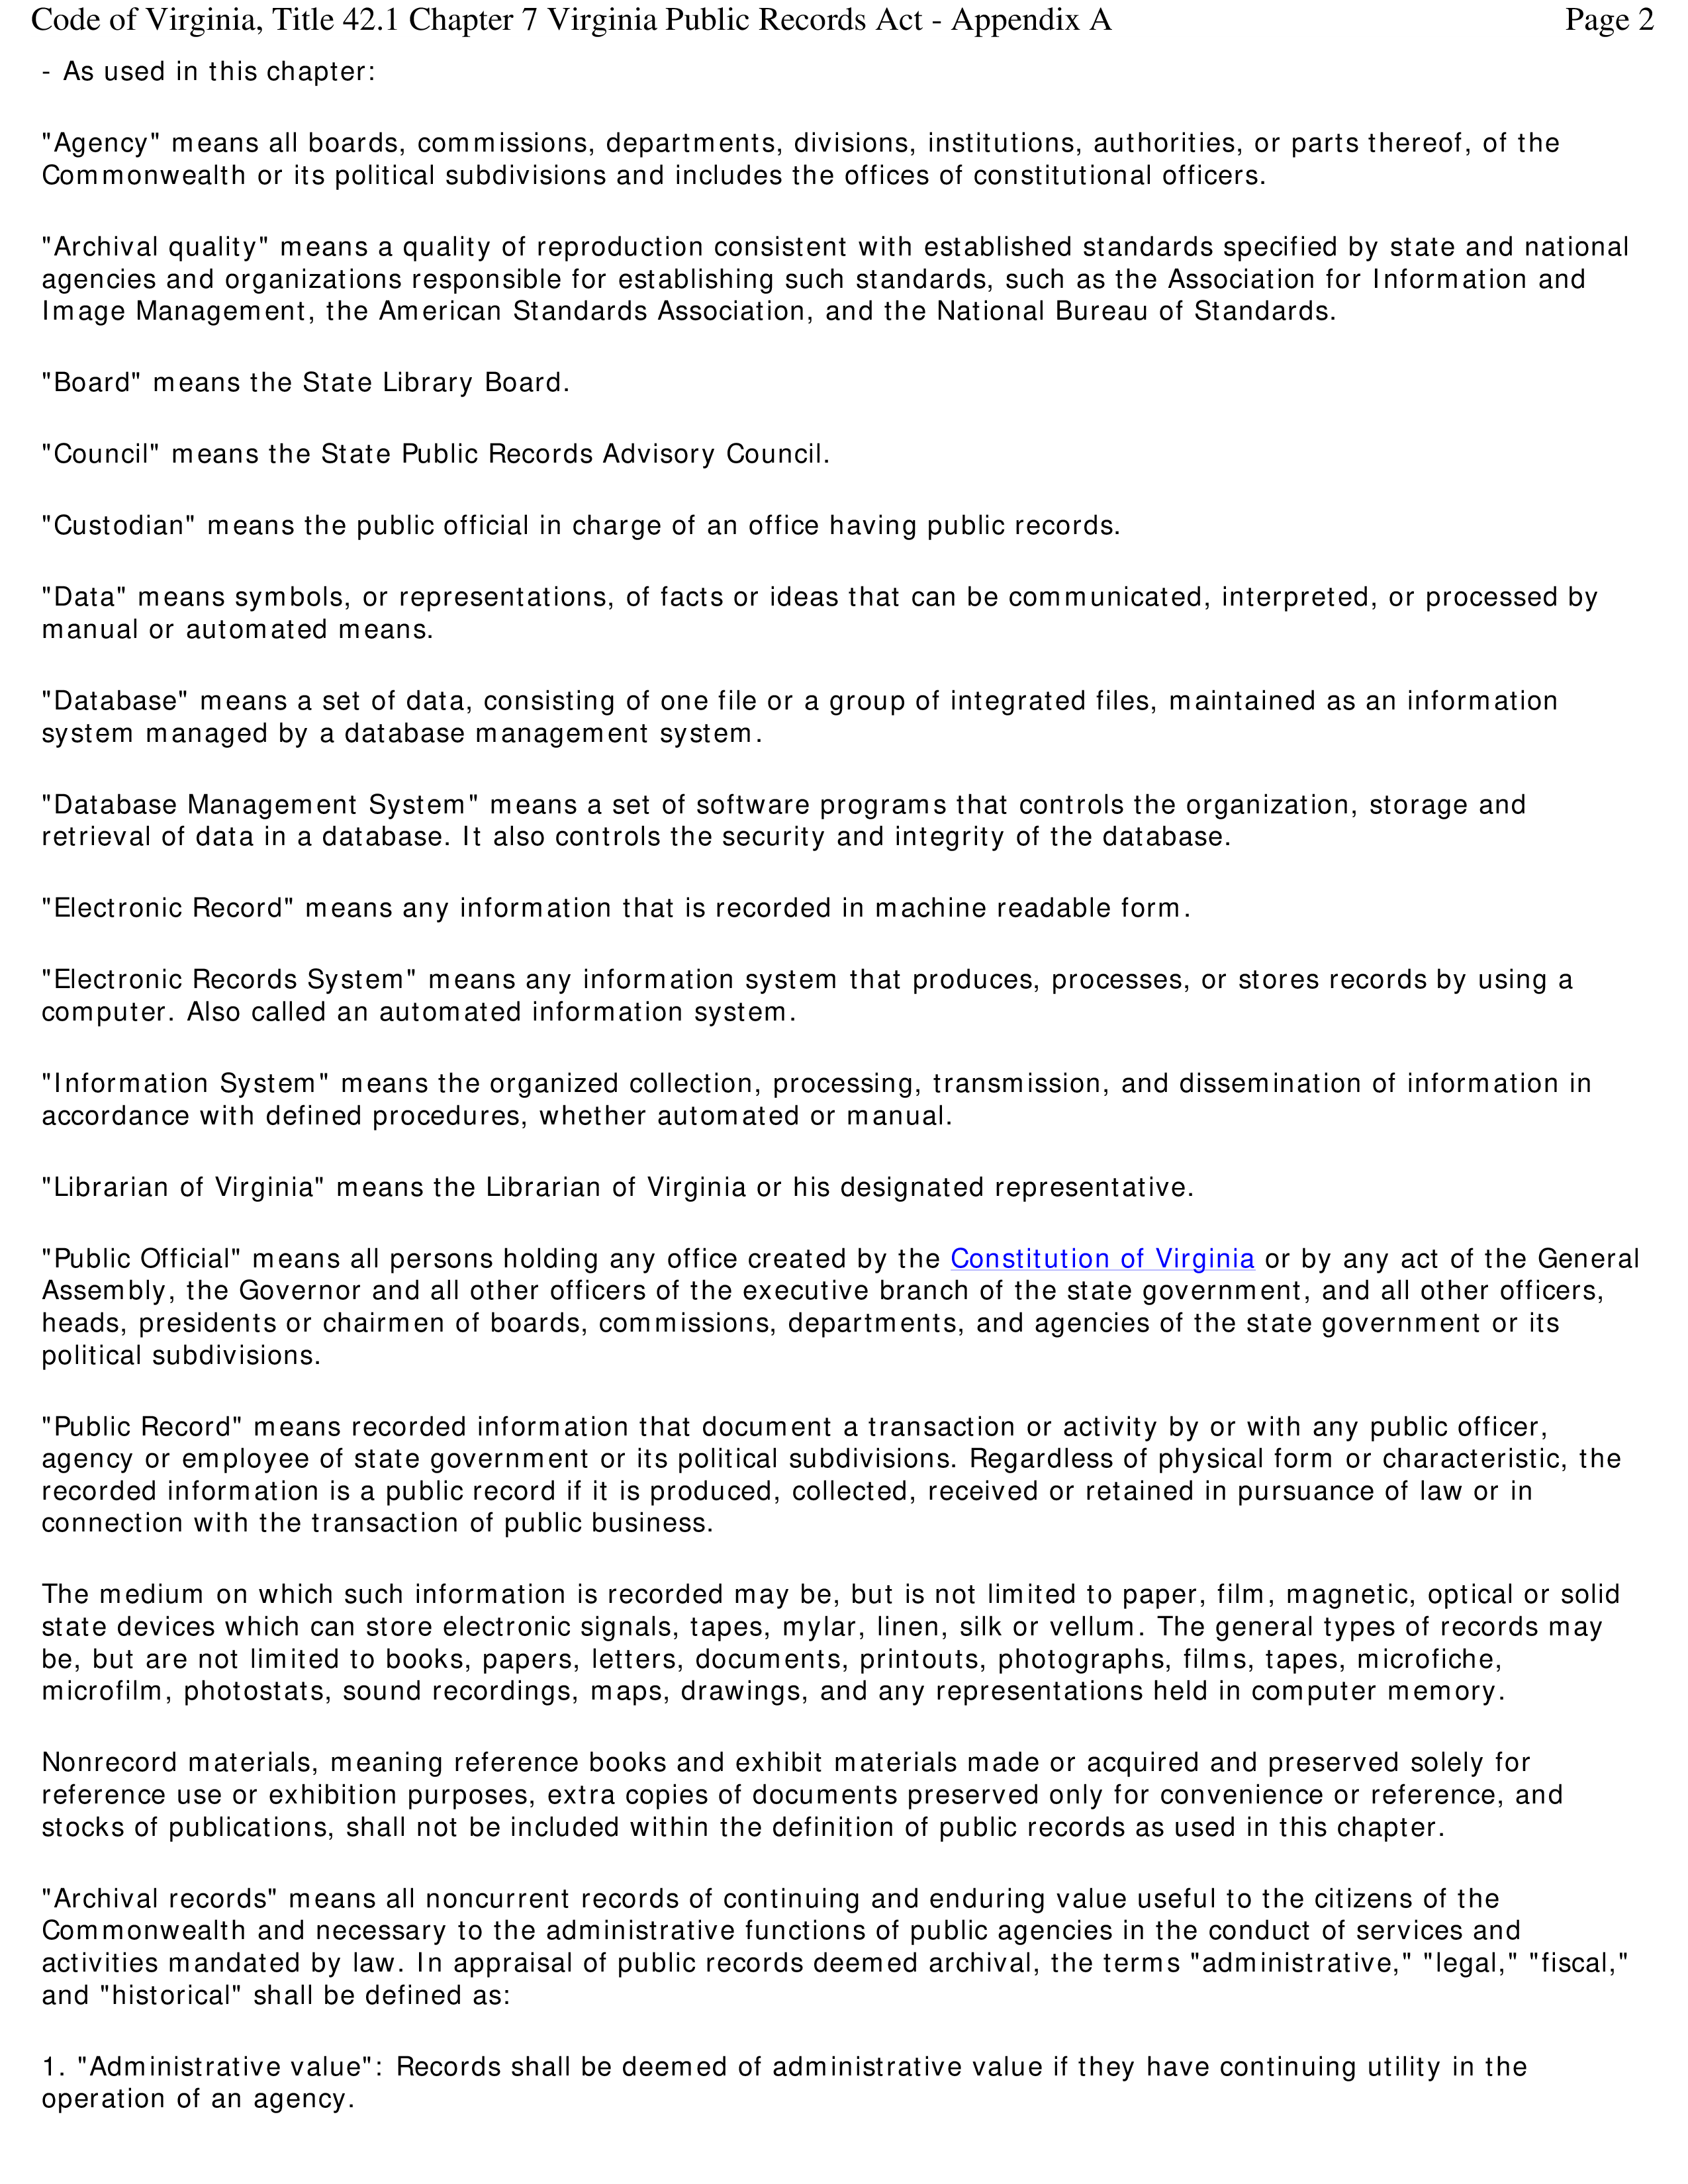 Code of Virginia, Title 42.1 Chapter 7 Virginia Public Records Act - Appendix A Page 2
- As used in this chapter:
"Agency" means all boards, commissions, departments, divisions, institutions, authorities, or parts thereof, of the
Commonwealth or its political subdivisions and includes the offices of constitutional officers.
"Archival quality" means a quality of reproduction consistent with established standards specified by state and national
agencies and organizations responsible for establishing such standards, such as the Association for Information and
Image Management, the American Standards Association, and the National Bureau of Standards.
"Board" means the State Library Board.
"Council" means the State Public Records Advisory Council.
"Custodian" means the public official in charge of an office having public records.
"Data" means symbols, or representations, of facts or ideas that can be communicated, interpreted, or processed by
manual or automated means.
"Database" means a set of data, consisting of one file or a group of integrated files, maintained as an information
system managed by a database management system.
"Database Management System" means a set of software programs that controls the organization, storage and
retrieval of data in a database. It also controls the security and integrity of the database.
"Electronic Record" means any information that is recorded in machine readable form.
"Electronic Records System" means any information system that produces, processes, or stores records by using a
computer. Also called an automated information system.
"Information System" means the organized collection, processing, transmission, and dissemination of information in
accordance with defined procedures, whether automated or manual.
"Librarian of Virginia" means the Librarian of Virginia or his designated representative.
"Public Official" means all persons holding any office created by the Constitution of Virginia or by any act of the General
Assembly, the Governor and all other officers of the executive branch of the state government, and all other officers,
heads, presidents or chairmen of boards, commissions, departments, and agencies of the state government or its
political subdivisions.
"Public Record" means recorded information that document a transaction or activity by or with any public officer,
agency or employee of state government or its political subdivisions. Regardless of physical form or characteristic, the
recorded information is a public record if it is produced, collected, received or retained in pursuance of law or in
connection with the transaction of public business.
The medium on which such information is recorded may be, but is not limited to paper, film, magnetic, optical or solid
state devices which can store electronic signals, tapes, mylar, linen, silk or vellum. The general types of records may
be, but are not limited to books, papers, letters, documents, printouts, photographs, films, tapes, microfiche,
microfilm, photostats, sound recordings, maps, drawings, and any representations held in computer memory.
Nonrecord materials, meaning reference books and exhibit materials made or acquired and preserved solely for
reference use or exhibition purposes, extra copies of documents preserved only for convenience or reference, and
stocks of publications, shall not be included within the definition of public records as used in this chapter.
"Archival records" means all noncurrent records of continuing and enduring value useful to the citizens of the
Commonwealth and necessary to the administrative functions of public agencies in the conduct of services and
activities mandated by law. In appraisal of public records deemed archival, the terms "administrative," "legal," "fiscal,"
and "historical" shall be defined as:
1. "Administrative value": Records shall be deemed of administrative value if they have continuing utility in the
operation of an agency.